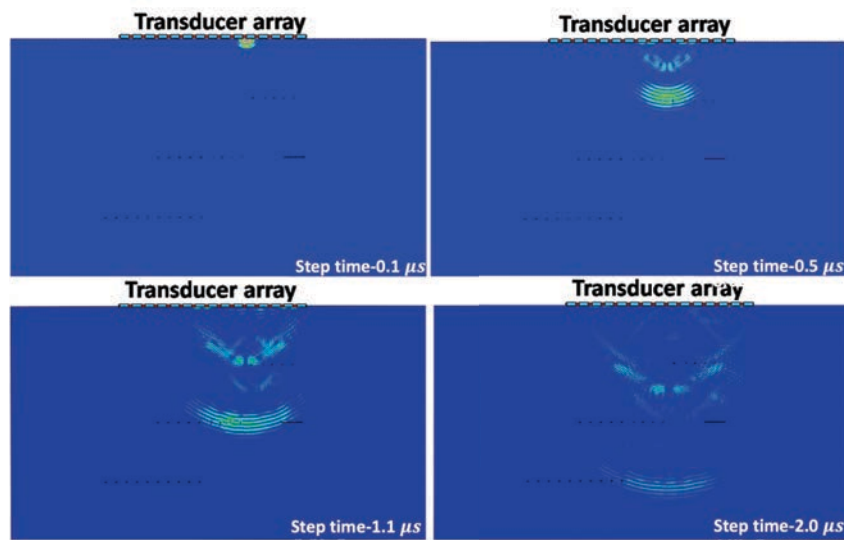 Transducer array
Transducer array
Step time-0.1 μs
Step time-0.5 μs
Transducer array
Transducer array
Step time-1.1 μs
Step time-2.0 μs